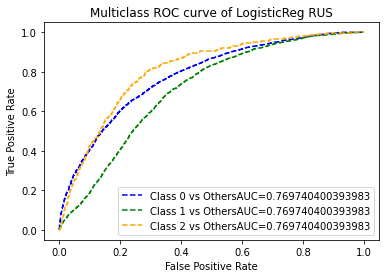 Multiclass ROC curve of LogisticReg RUS
True Positive Rate
1.0
0.8
0.6
0.4
0.2
0.0
Class 0 vs OthersAUC=0.769740400393983
Class 1 vs OthersAUC=0.769740400393983
Class 2 vs OthersAUC=0.769740400393983
0.0 0.2 0.4 0.6 0.8 1.0
False Positive Rate